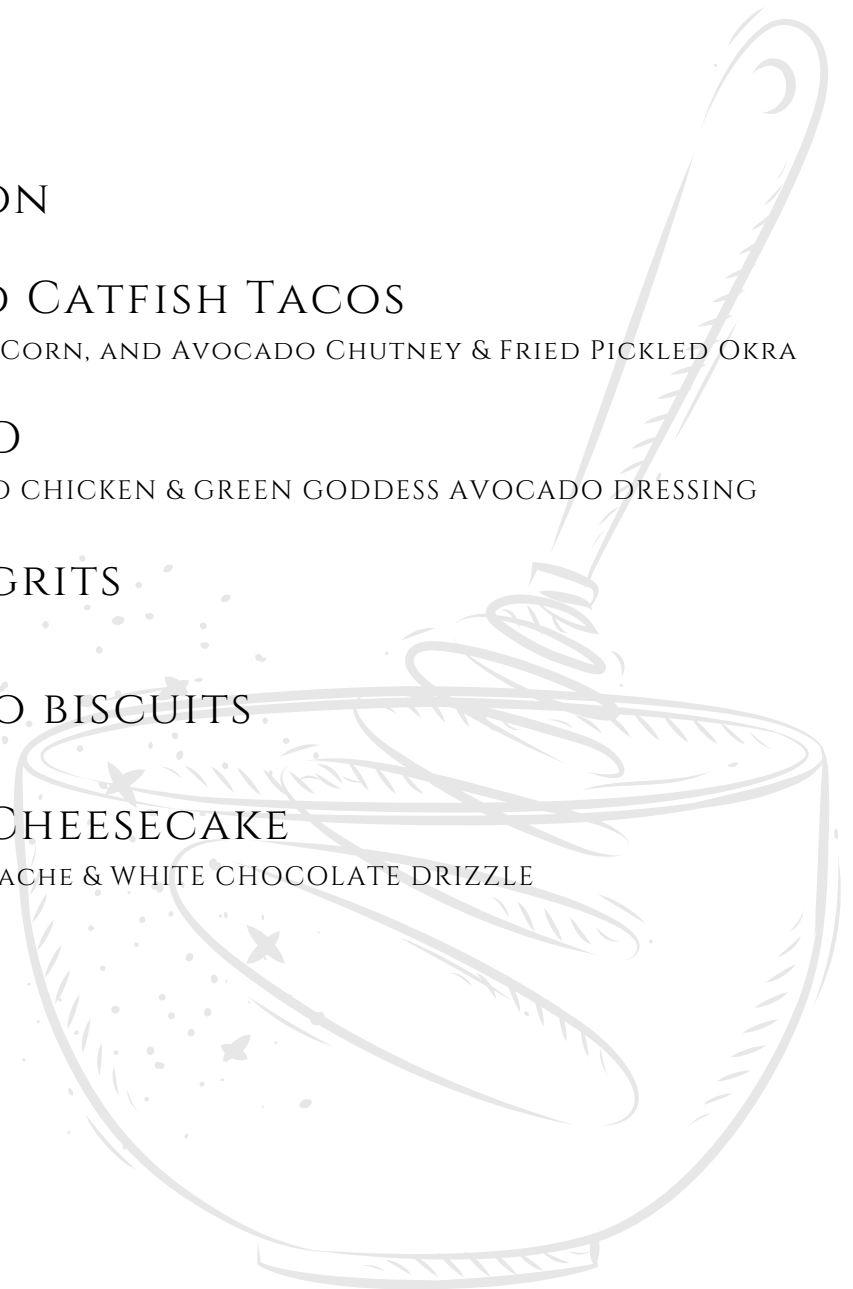 ON
Catfish Tacos
Corn, and Avocado Chutney & Fried Pickled Okra
chicken & green goddess avocado dressing
grits
biscuits
Cheesecake
ache & white chocolate drizzle